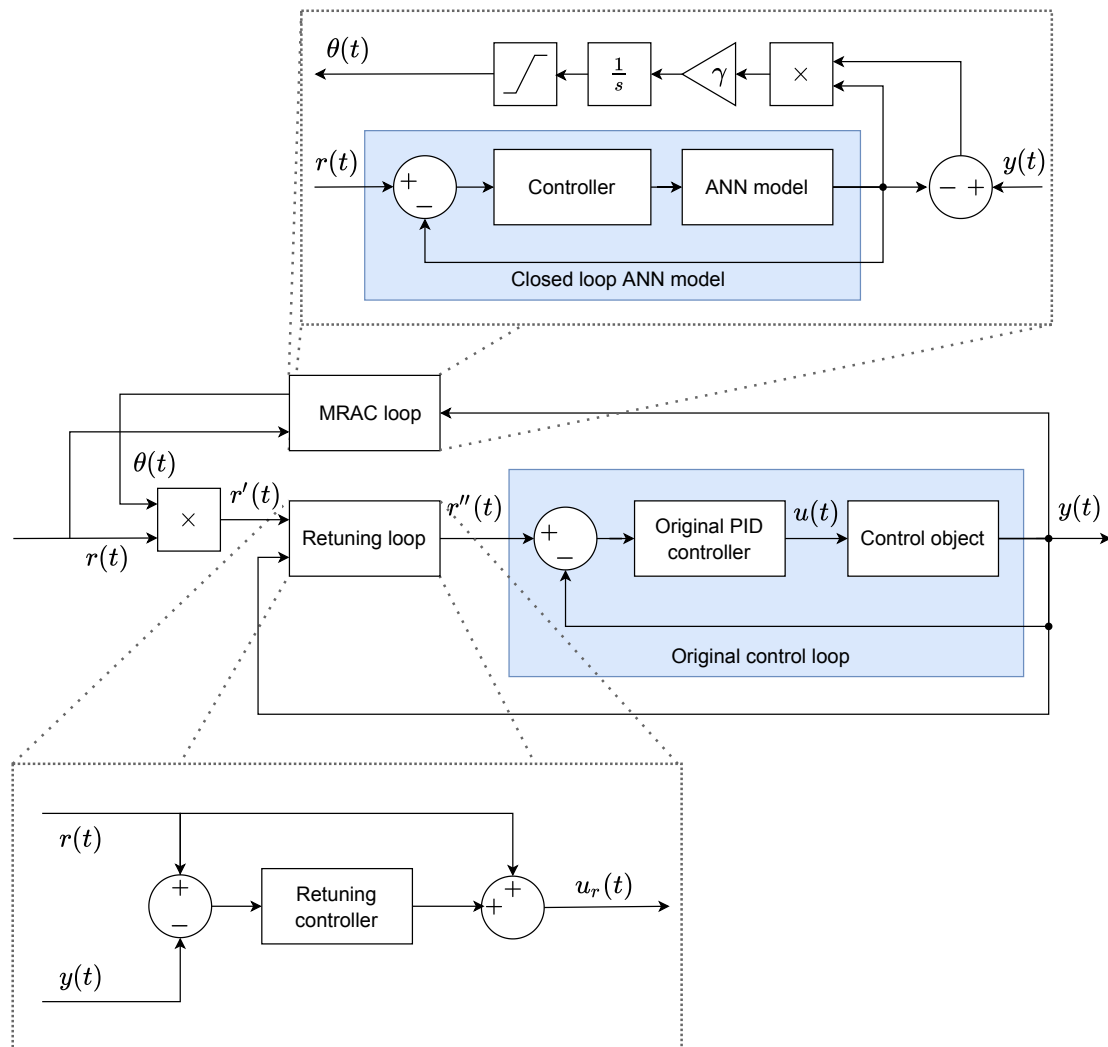 θ(t)
1/s
γ
×
r(t)
+
−
Controller
ANN model
− +
y(t)
Closed loop ANN model
MRAC loop
θ(t)
r(t)
×
r′(t)
Retuning loop
r′′(t)
+
−
Original PID
controller
u(t)
Control object
y(t)
Original control loop
r(t)
+
−
Retuning
controller
+
+
u_r(t)
y(t)